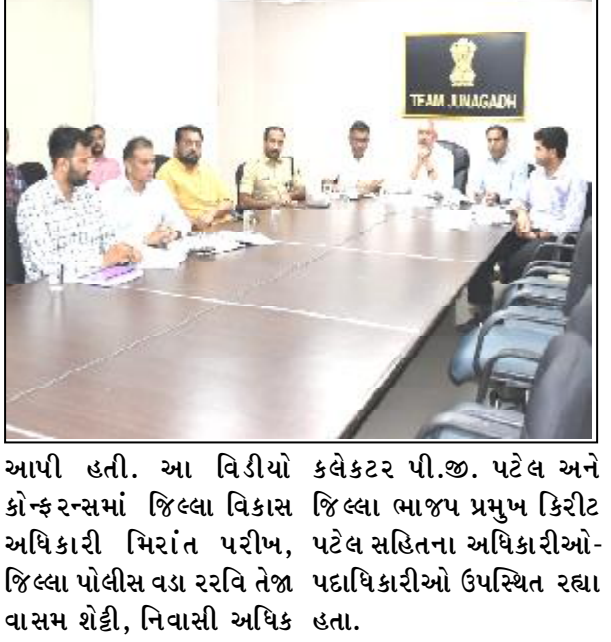 TEAM JUNAGADH
આપી હતી. આ વિડીયો
કોન્ફરન્સમાં જિલ્લા વિકાસ
અધિકારી મિરાંત પરીખ,
જિલ્લા પોલીસ વડા રરવિ તેજા
વાસમ શેટ્ટી, નિવાસી અધિક
કલેકટર પી.જી. પટેલ અને
જિલ્લા ભાજપ પ્રમુખ કિરીટ
પટેલ સહિતના અધિકારીઓ-
પદાધિકારીઓ ઉપસ્થિત રહ્યા
હતા.